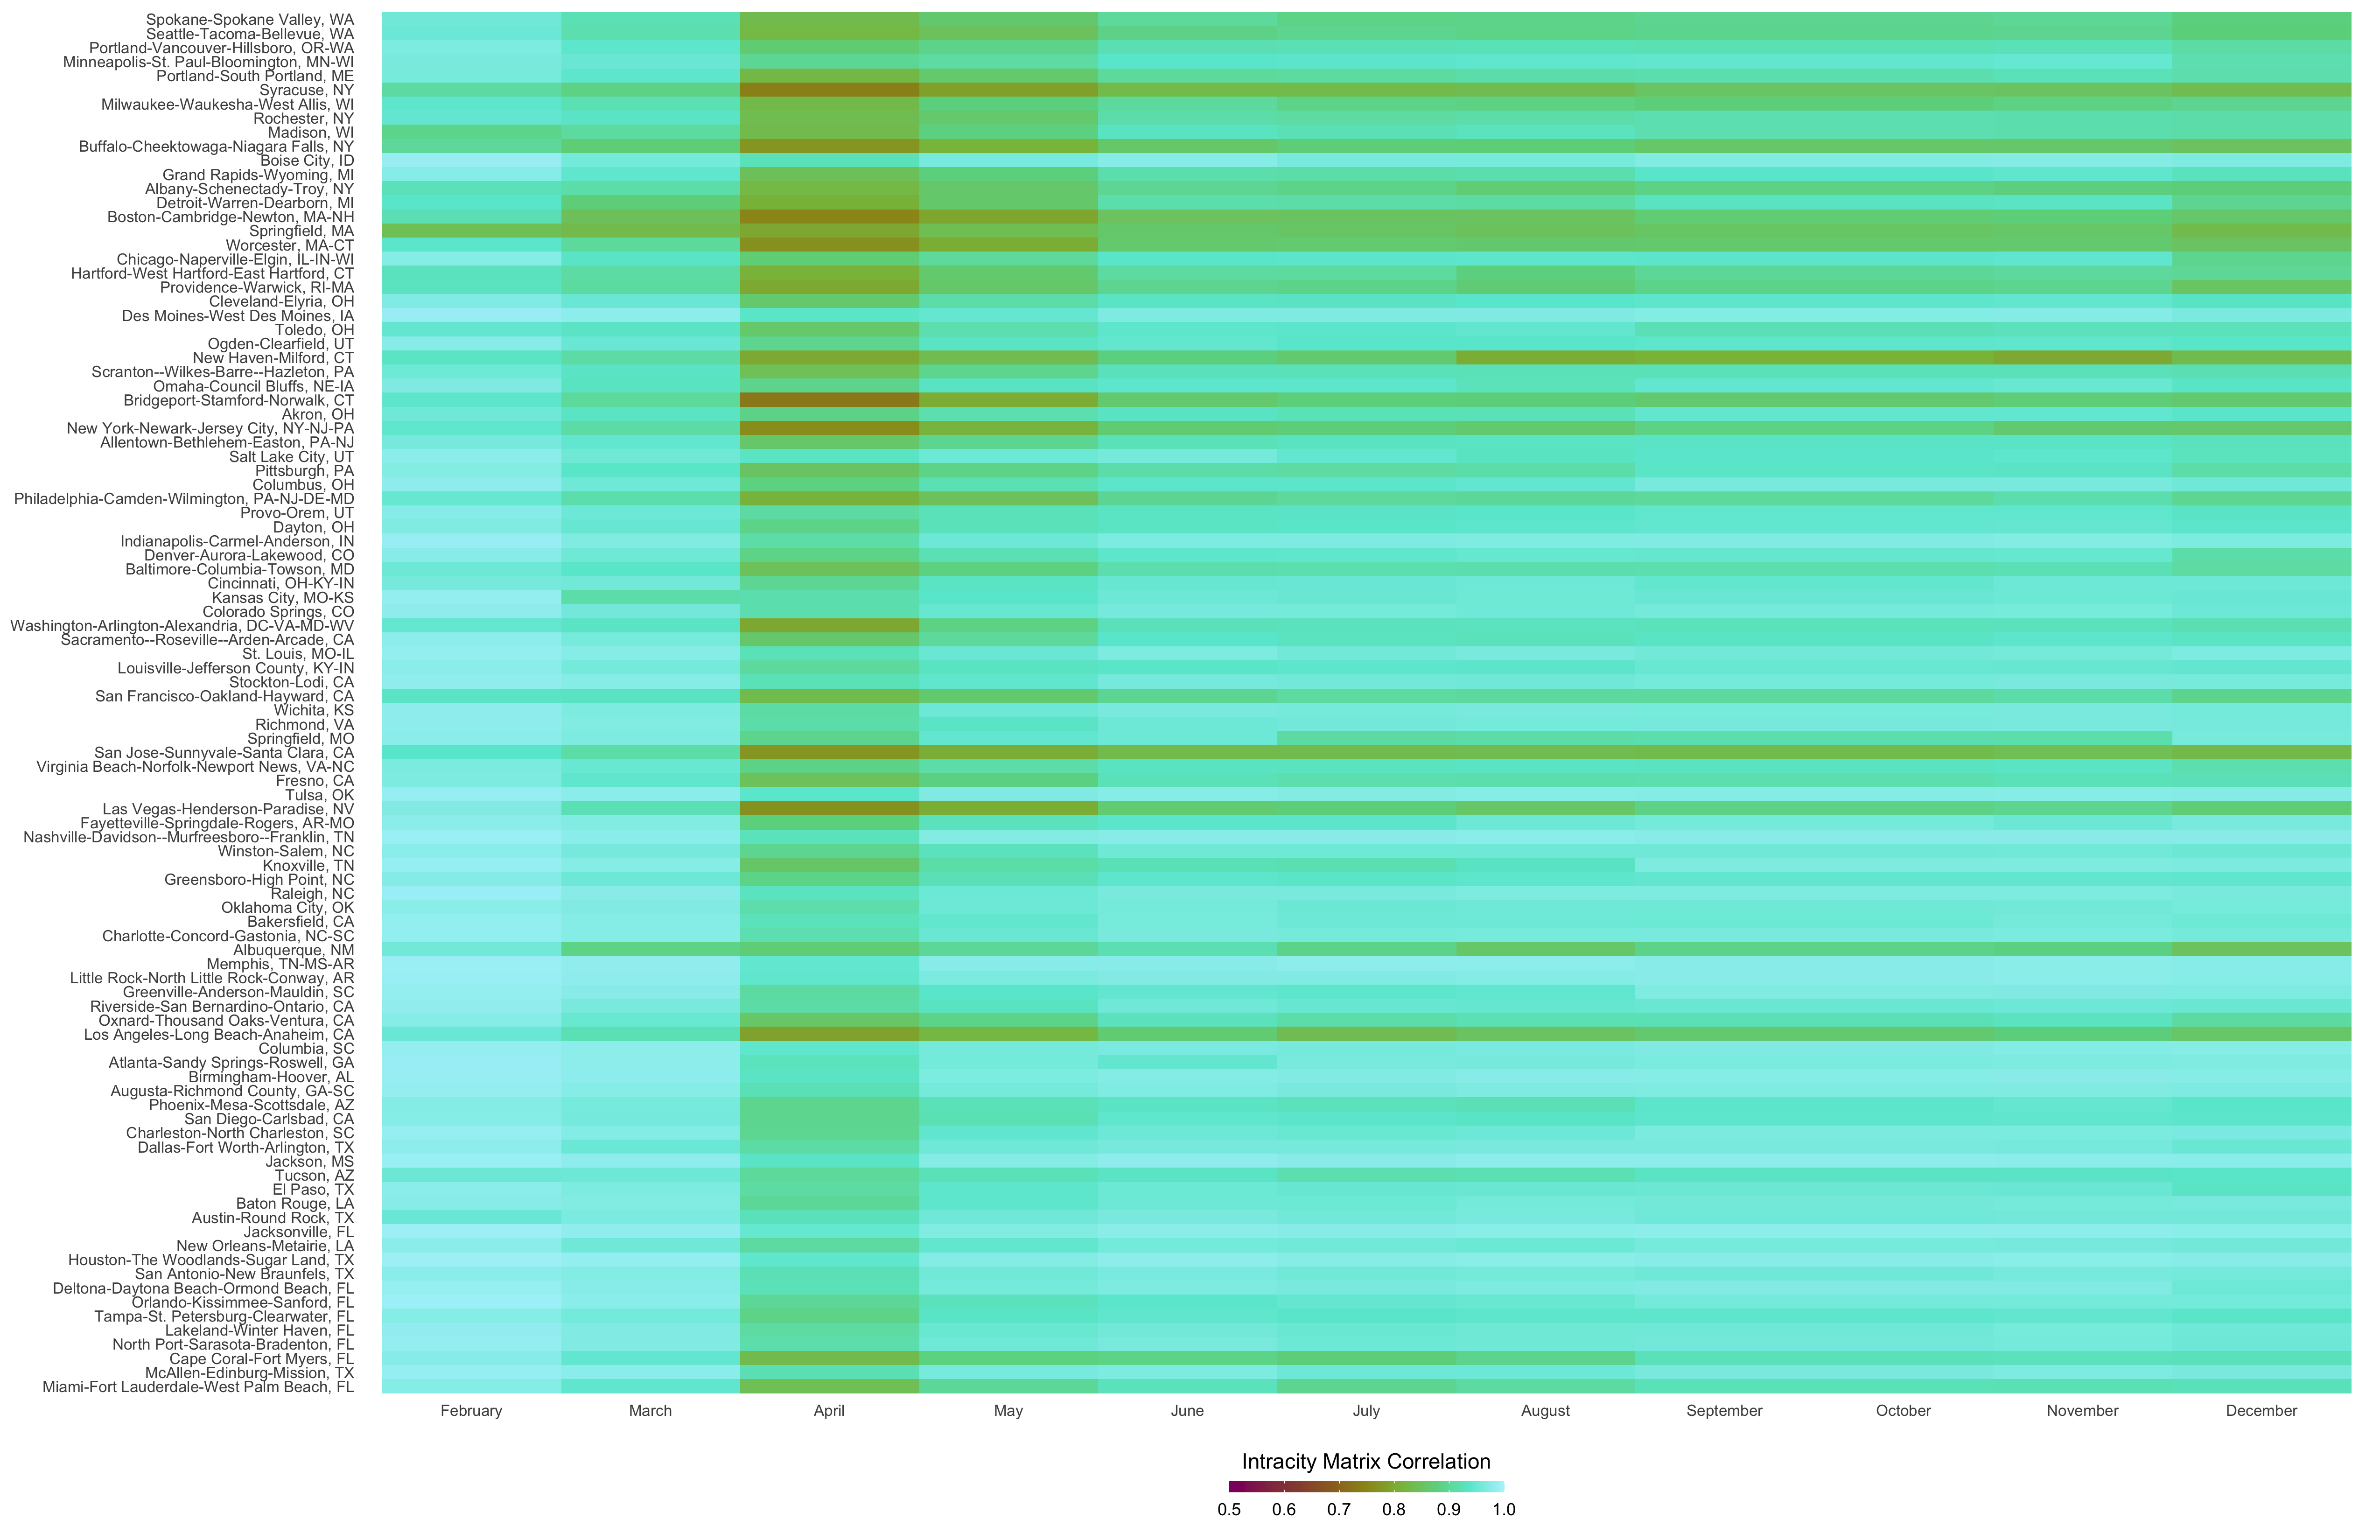 Spokane-Spokane Valley, WA
Seattle-Tacoma-Bellevue, WA
Portland-Vancouver-Hillsboro, OR-WA
Minneapolis-St. Paul-Bloomington, MN-WI
Portland-South Portland, ME
Syracuse, NY
Milwaukee-Waukesha-West Allis, WI
Rochester, NY
Madison, WI
Buffalo-Cheektowaga-Niagara Falls, NY
Boise City, ID
Grand Rapids-Wyoming, MI
Albany-Schenectady-Troy, NY
Detroit-Warren-Dearborn, MI
Boston-Cambridge-Newton, MA-NH
Springfield, MA
Worcester, MA-CT
Chicago-Naperville-Elgin, IL-IN-WI
Hartford-West Hartford-East Hartford, CT
Providence-Warwick, RI-MA
Cleveland-Elyria, OH
Des Moines-West Des Moines, IA
Toledo, OH
Ogden-Clearfield, UT
New Haven-Milford, CT
Scranton--Wilkes-Barre--Hazleton, PA
Omaha-Council Bluffs, NE-IA
Bridgeport-Stamford-Norwalk, CT
Akron, OH
New York-Newark-Jersey City, NY-NJ-PA
Allentown-Bethlehem-Easton, PA-NJ
Salt Lake City, UT
Pittsburgh, PA
Columbus, OH
Philadelphia-Camden-Wilmington, PA-NJ-DE-MD
Provo-Orem, UT
Dayton, OH
Indianapolis-Carmel-Anderson, IN
Denver-Aurora-Lakewood, CO
Baltimore-Columbia-Towson, MD
Cincinnati, OH-KY-IN
Kansas City, MO-KS
Colorado Springs, CO
Washington-Arlington-Alexandria, DC-VA-MD-WV
Sacramento--Roseville--Arden-Arcade, CA
St. Louis, MO-IL
Louisville-Jefferson County, KY-IN
Stockton-Lodi, CA
San Francisco-Oakland-Hayward, CA
Wichita, KS
Richmond, VA
Springfield, MO
San Jose-Sunnyvale-Santa Clara, CA
Virginia Beach-Norfolk-Newport News, VA-NC
Fresno, CA
Tulsa, OK
Las Vegas-Henderson-Paradise, NV
Fayetteville-Springdale-Rogers, AR-MO
Nashville-Davidson--Murfreesboro--Franklin, TN
Winston-Salem, NC
Knoxville, TN
Greensboro-High Point, NC
Raleigh, NC
Oklahoma City, OK
Bakersfield, CA
Charlotte-Concord-Gastonia, NC-SC
Albuquerque, NM
Memphis, TN-MS-AR
Little Rock-North Little Rock-Conway, AR
Greenville-Anderson-Mauldin, SC
Riverside-San Bernardino-Ontario, CA
Oxnard-Thousand Oaks-Ventura, CA
Los Angeles-Long Beach-Anaheim, CA
Columbia, SC
Atlanta-Sandy Springs-Roswell, GA
Birmingham-Hoover, AL
Augusta-Richmond County, GA-SC
Phoenix-Mesa-Scottsdale, AZ
San Diego-Carlsbad, CA
Charleston-North Charleston, SC
Dallas-Fort Worth-Arlington, TX
Jackson, MS
Tucson, AZ
El Paso, TX
Baton Rouge, LA
Austin-Round Rock, TX
Jacksonville, FL
New Orleans-Metairie, LA
Houston-The Woodlands-Sugar Land, TX
San Antonio-New Braunfels, TX
Deltona-Daytona Beach-Ormond Beach, FL
Orlando-Kissimmee-Sanford, FL
Tampa-St. Petersburg-Clearwater, FL
Lakeland-Winter Haven, FL
North Port-Sarasota-Bradenton, FL
Cape Coral-Fort Myers, FL
McAllen-Edinburg-Mission, TX
Miami-Fort Lauderdale-West Palm Beach, FL
February March April May June July August September October November December
Intracity Matrix Correlation
0.5 0.6 0.7 0.8 0.9 1.0